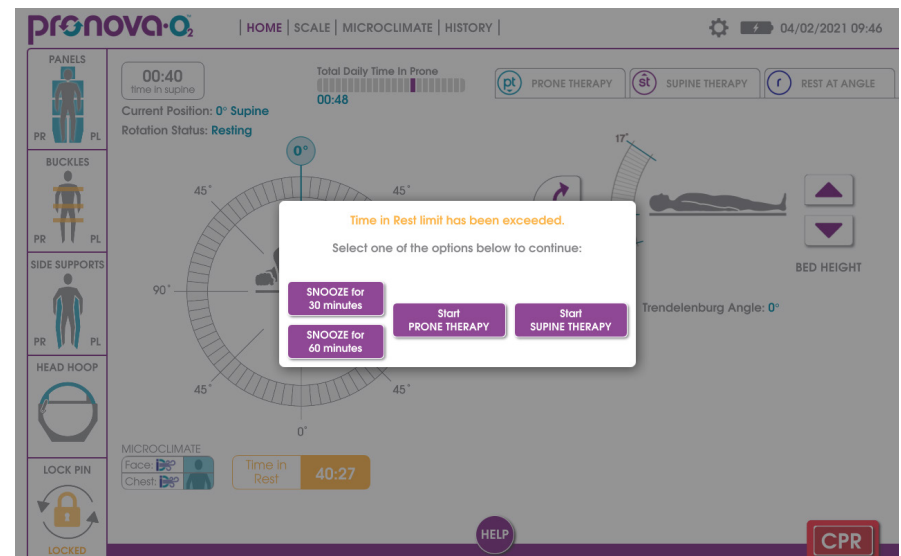 pronova·O2
HOME | SCALE | MICROCLIMATE | HISTORY |
04/02/2021 09:46
PANELS
PR PL
BUCKLES
PR PL
SIDE SUPPORTS
PR PL
HEAD HOOP
LOCK PIN
LOCKED
00:40
time in supine
Total Daily Time In Prone
00:48
pt PRONE THERAPY
st SUPINE THERAPY
r REST AT ANGLE
Current Position: 0° Supine
Rotation Status: Resting
0°
17°
45° 45°
90°
BED HEIGHT
Trendelenburg Angle: 0°
Time in Rest limit has been exceeded.
Select one of the options below to continue:
SNOOZE for
30 minutes
SNOOZE for
60 minutes
Start
PRONE THERAPY
Start
SUPINE THERAPY
45° 45°
0°
MICROCLIMATE
Face:
Chest:
Time in
Rest
40:27
HELP
CPR